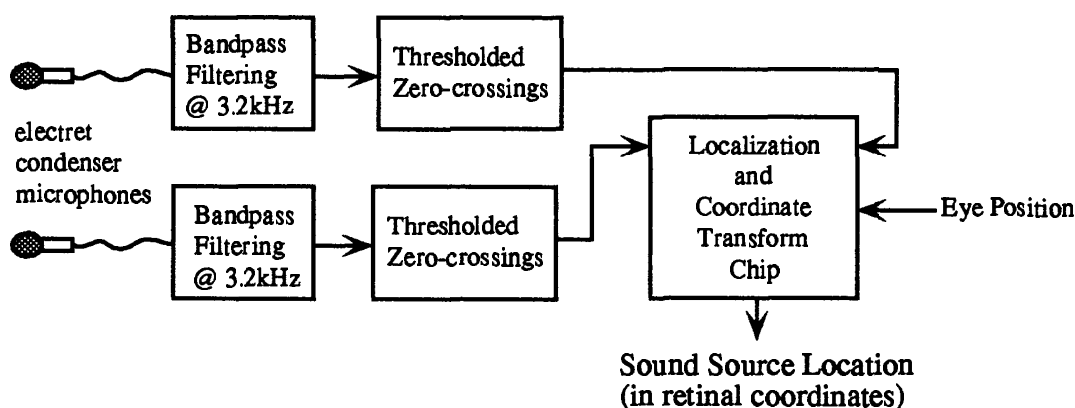 Bandpass
Filtering
@ 3.2kHz
Thresholded
Zero-crossings
electret
condenser
microphones
Bandpass
Filtering
@ 3.2kHz
Thresholded
Zero-crossings
Localization
and
Coordinate
Transform
Chip
Eye Position
Sound Source Location
(in retinal coordinates)